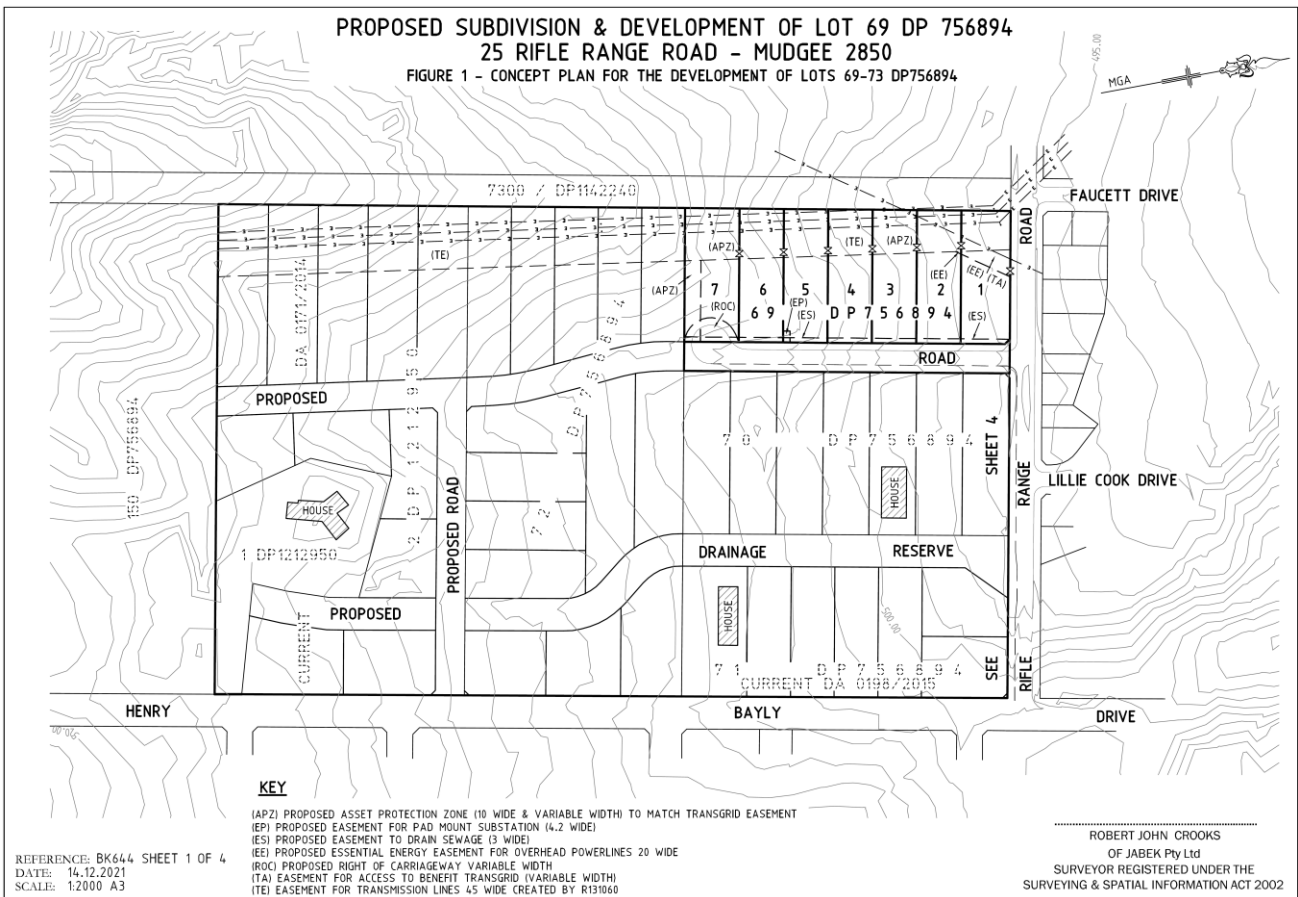 PROPOSED SUBDIVISION & DEVELOPMENT OF LOT 69 DP 756894
25 RIFLE RANGE ROAD - MUDGEE 2850
FIGURE 1 - CONCEPT PLAN FOR THE DEVELOPMENT OF LOTS 69-73 DP756894
495.00
MGA
7300 / DP1142240
FAUCETT DRIVE
ROAD
(TE)
(APZ)
(TE)
(APZ)
(EE)
(EE)
(TA)
(APZ)
7
6
5
4
3
2
1
(ROC)
(EP)
(ES)
(ES)
69 DP756894
DA 0171/2014
ROAD
PROPOSED
2 DP 1212950
72 DP756894
150 DP756894
70 DP756894
SHEET 4
HOUSE
HOUSE
RANGE
LILLIE COOK DRIVE
1 DP1212950
PROPOSED ROAD
DRAINAGE RESERVE
HOUSE
PROPOSED
CURRENT
500.00
71 DP756894
CURRENT DA 0198/2015
SEE
RIFLE
HENRY BAYLY DRIVE
520.00
KEY
(APZ) PROPOSED ASSET PROTECTION ZONE (10 WIDE & VARIABLE WIDTH) TO MATCH TRANSGRID EASEMENT
(EP) PROPOSED EASEMENT FOR PAD MOUNT SUBSTATION (4.2 WIDE)
(ES) PROPOSED EASEMENT TO DRAIN SEWAGE (3 WIDE)
(EE) PROPOSED ESSENTIAL ENERGY EASEMENT FOR OVERHEAD POWERLINES 20 WIDE
(ROC) PROPOSED RIGHT OF CARRIAGEWAY VARIABLE WIDTH
(TA) EASEMENT FOR ACCESS TO BENEFIT TRANSGRID (VARIABLE WIDTH)
(TE) EASEMENT FOR TRANSMISSION LINES 45 WIDE CREATED BY R131060
REFERENCE: BK644 SHEET 1 OF 4
DATE: 14.12.2021
SCALE: 1:2000 A3
ROBERT JOHN CROOKS
OF JABEK Pty Ltd
SURVEYOR REGISTERED UNDER THE
SURVEYING & SPATIAL INFORMATION ACT 2002